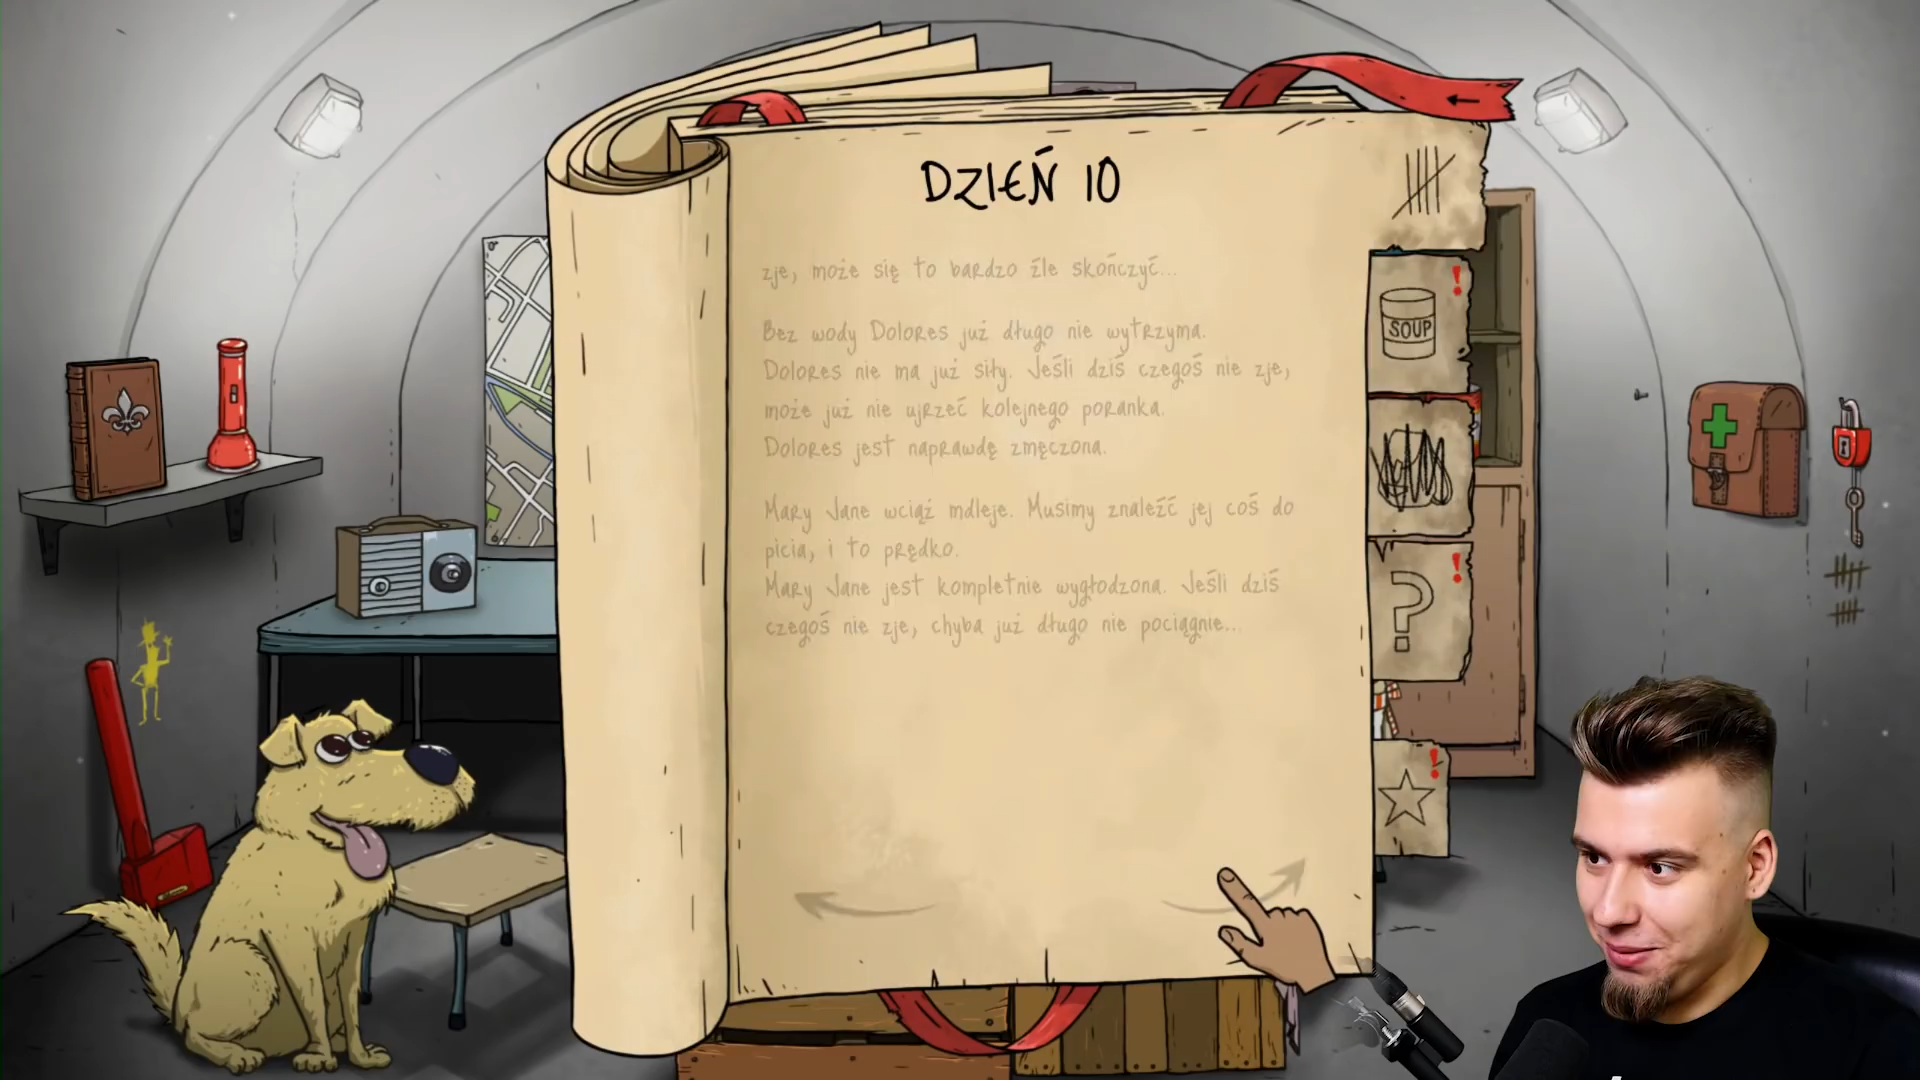 DZIEŃ 10
zje, może się to bardzo źle skończyć...
Bez wody Dolores już długo nie wytrzyma.
Dolores nie ma już siły. Jeśli dziś czegoś nie zje,
może już nie ujrzeć kolejnego poranka.
Dolores jest naprawdę zmęczona.
Mary Jane wciąż mdleje. Musimy znaleźć jej coś do
picia, i to prędko.
Mary Jane jest kompletnie wygłodzona. Jeśli dziś
czegoś nie zje, chyba już długo nie pociągnie...
SOUP